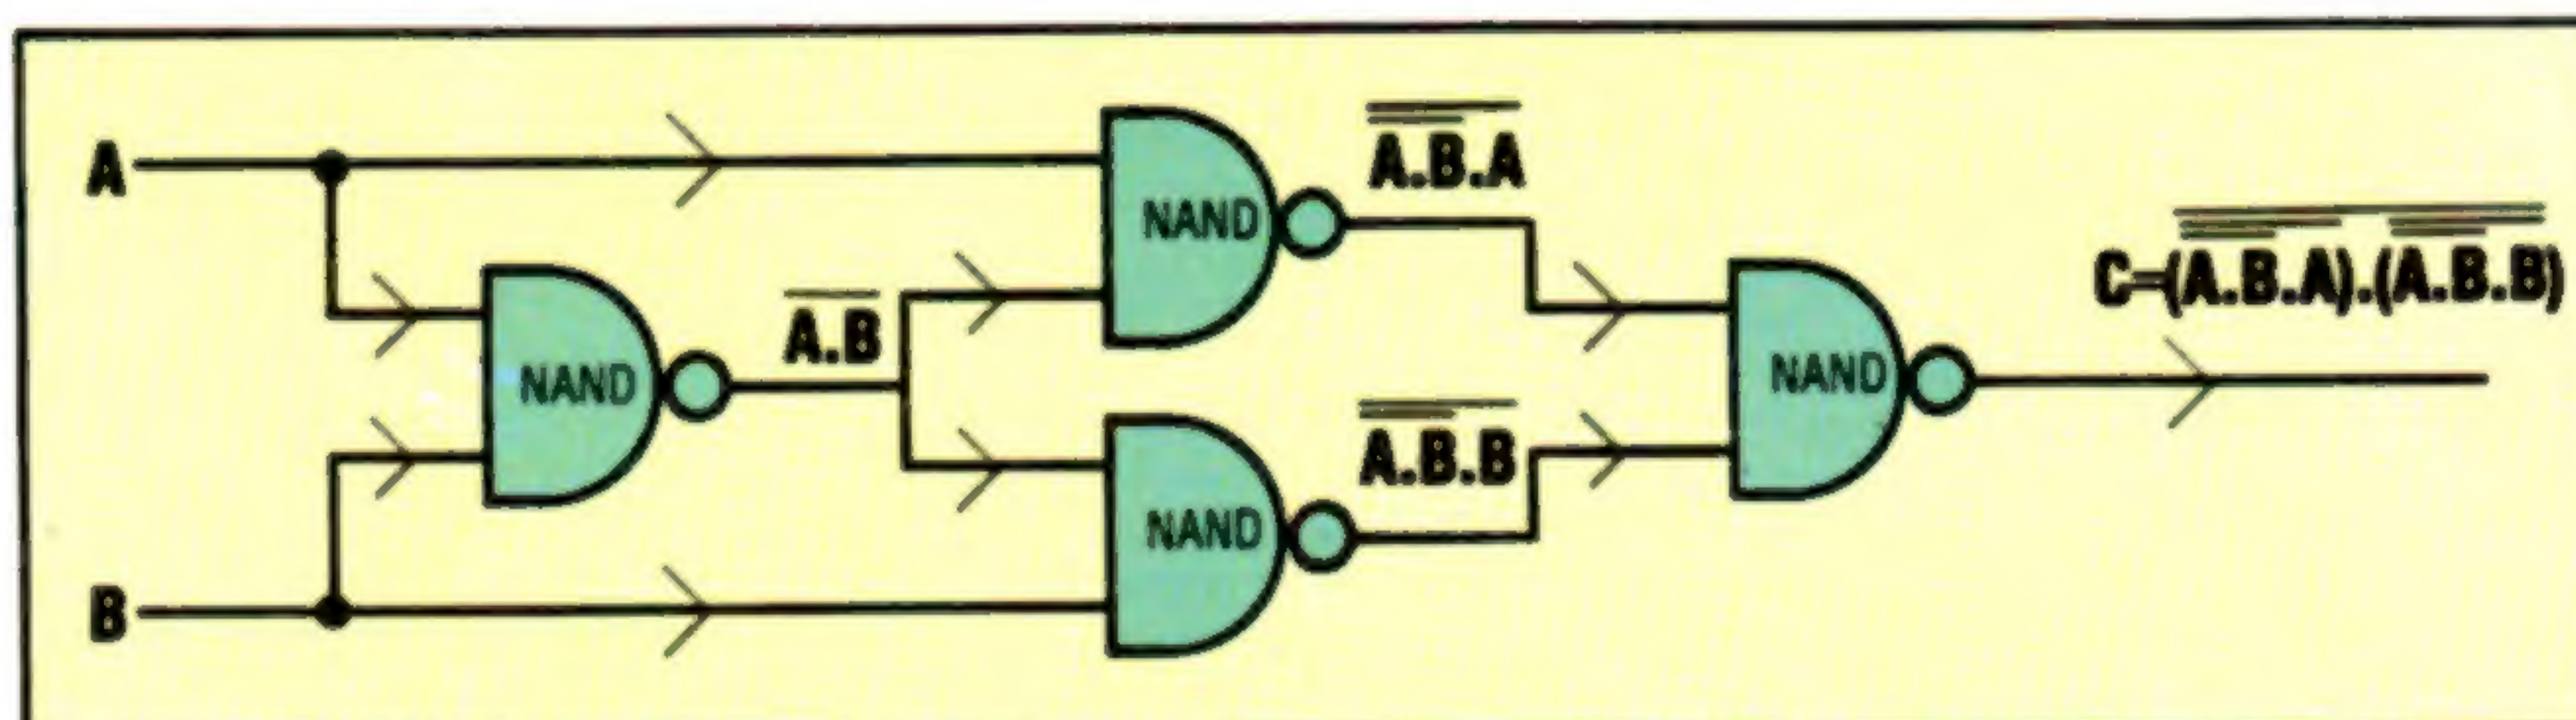 A
B
NAND
A̅.̅B̅
NAND
A̿.̿B̿.̅A̅
NAND
A̿.̿B̿.̅B̅
NAND
C=(A.B.A).(A.B.B)